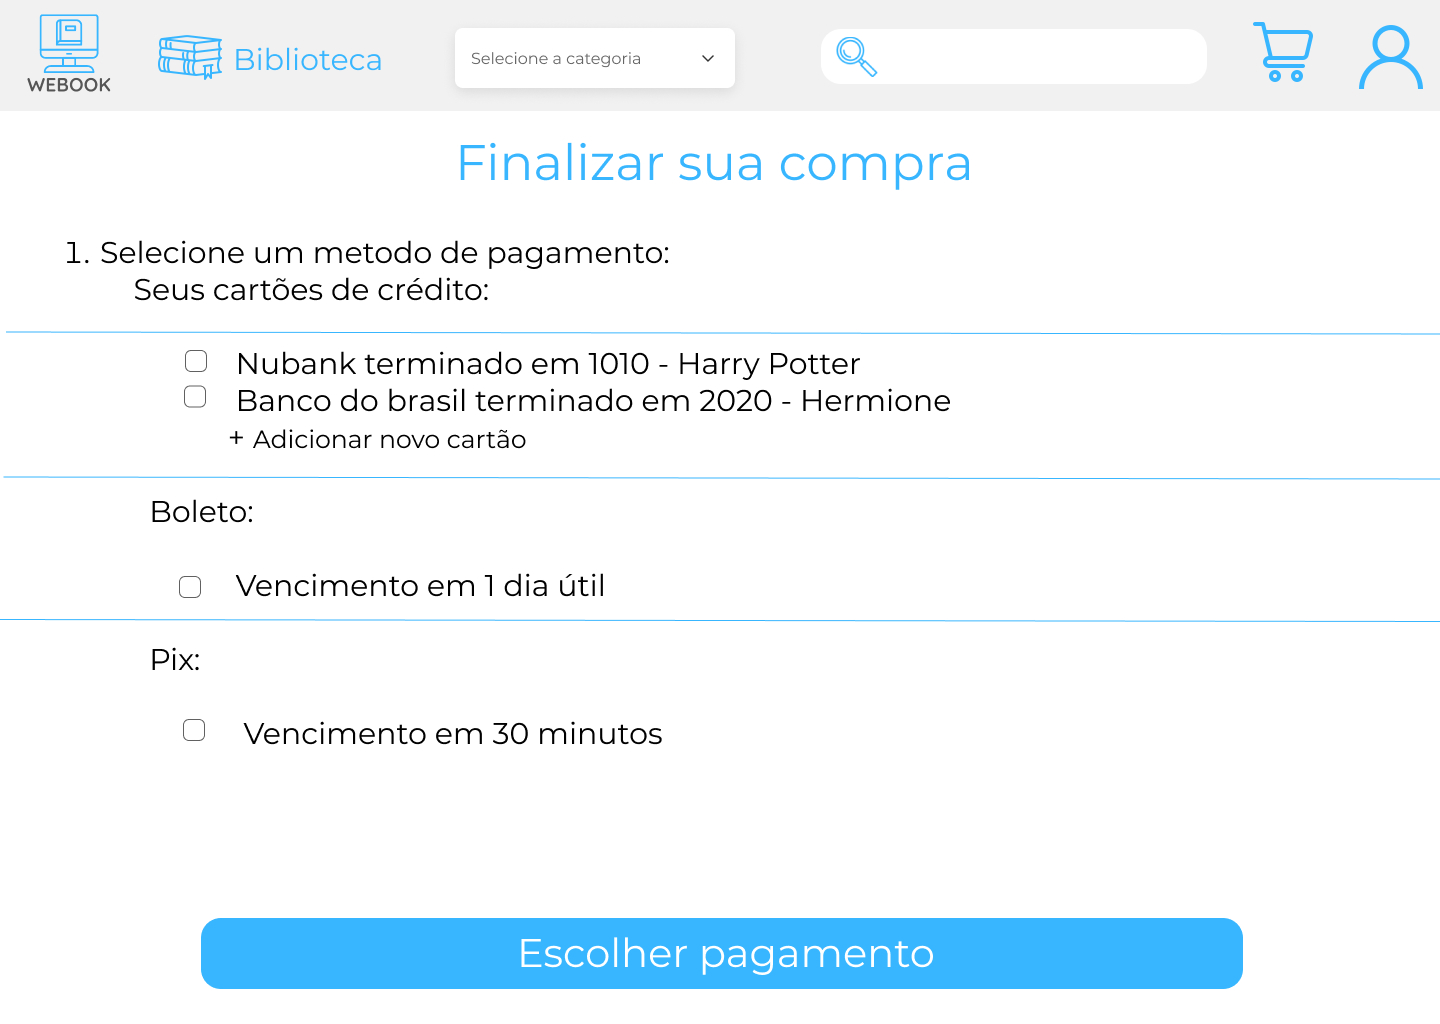 WEBOOK
Biblioteca
Selecione a categoria
Finalizar sua compra
1. Selecione um metodo de pagamento:
Seus cartões de crédito:
Nubank terminado em 1010 - Harry Potter
Banco do brasil terminado em 2020 - Hermione
+ Adicionar novo cartão
Boleto:
Vencimento em 1 dia útil
Pix:
Vencimento em 30 minutos
Escolher pagamento